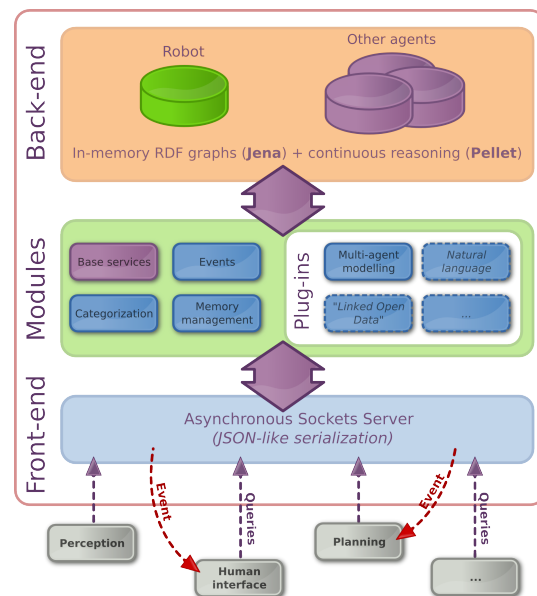 Back-end
Robot
Other agents
In-memory RDF graphs (Jena) + continuous reasoning (Pellet)
Modules
Base services
Events
Categorization
Memory
management
Plug-ins
Multi-agent
modelling
Natural
language
"Linked Open
Data"
...
Front-end
Asynchronous Sockets Server
(JSON-like serialization)
Event
Queries
Event
Queries
Perception
Human
interface
Planning
...